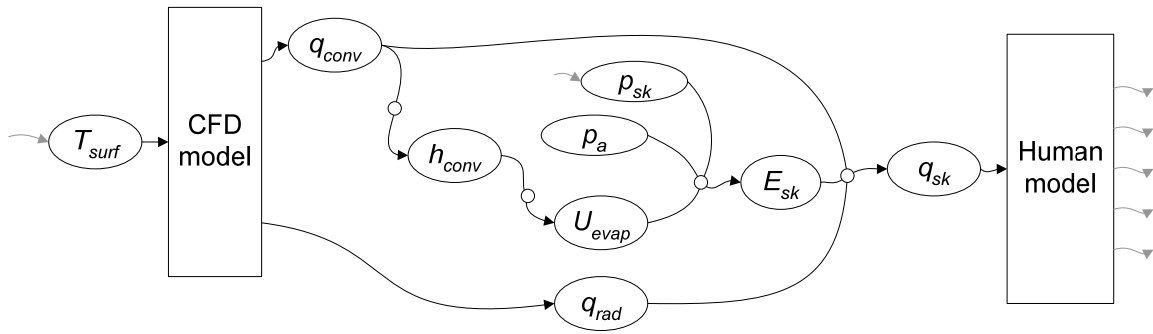 T_surf
CFD
model
q_conv
h_conv
p_sk
p_a
U_evap
q_rad
E_sk
q_sk
Human
model